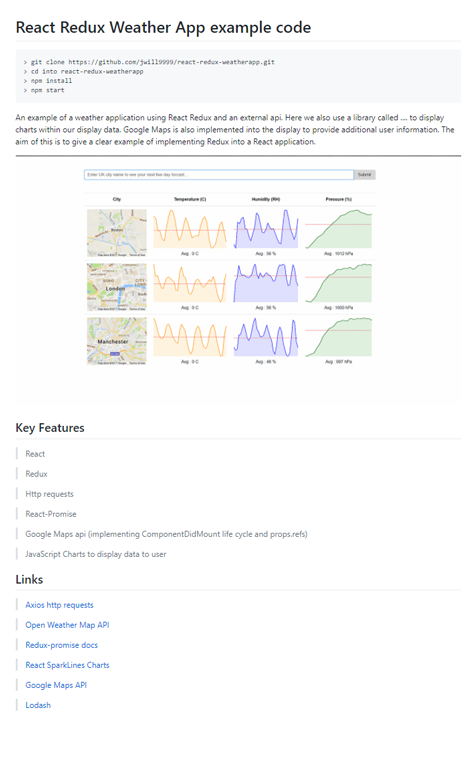 React Redux Weather App example code
> git clone https://github.com/jwill9999/react-redux-weatherapp.git
> cd into react-redux-weatherapp
> npm install
> npm start
An example of a weather application using React Redux and an external api. Here we also use a library called .... to display
charts within our display data. Google Maps is also implemented into the display to provide additional user information. The
aim of this is to give a clear example of implementing Redux into a React application.
Enter UK city name to see your next five day forcast...
Submit
City Temperature (C) Humidity (RH) Pressure (%)
Boston
Avg : 0 C Avg : 56 % Avg : 1012 hPa
SOHO
London
Avg : 0 C Avg : 56 % Avg : 1000 hPa
Manchester
Avg : 0 C Avg : 46 % Avg : 997 hPa
Key Features
React
Redux
Http requests
React-Promise
Google Maps api (implementing ComponentDidMount life cycle and props.refs)
JavaScript Charts to display data to user
Links
Axios http requests
Open Weather Map API
Redux-promise docs
React SparkLines Charts
Google Maps API
Lodash